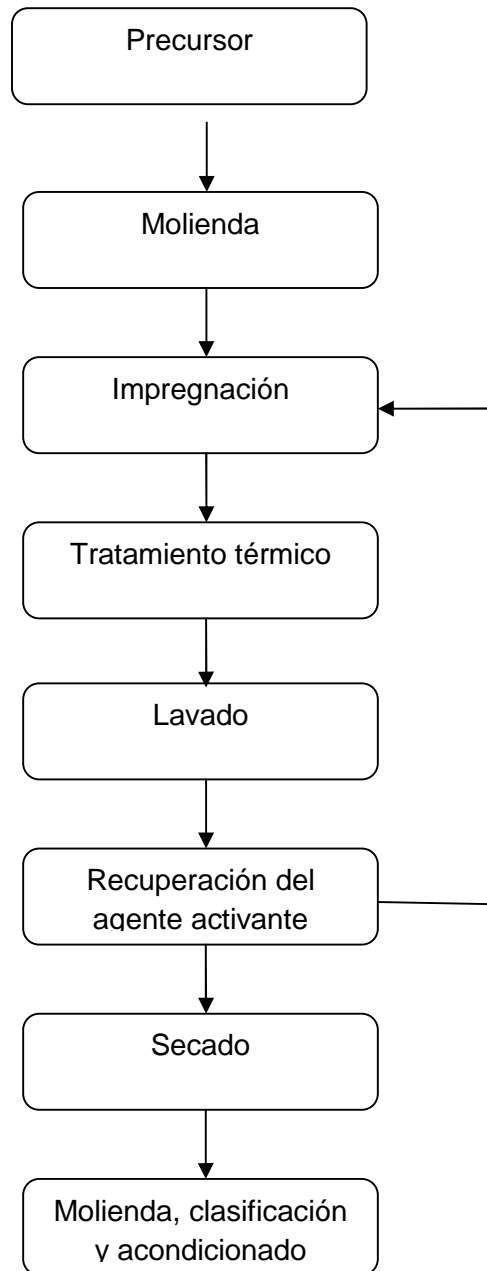 Precursor
Molienda
Impregnación
Tratamiento térmico
Lavado
Recuperación del
agente activante
Secado
Molienda, clasificación
y acondicionado